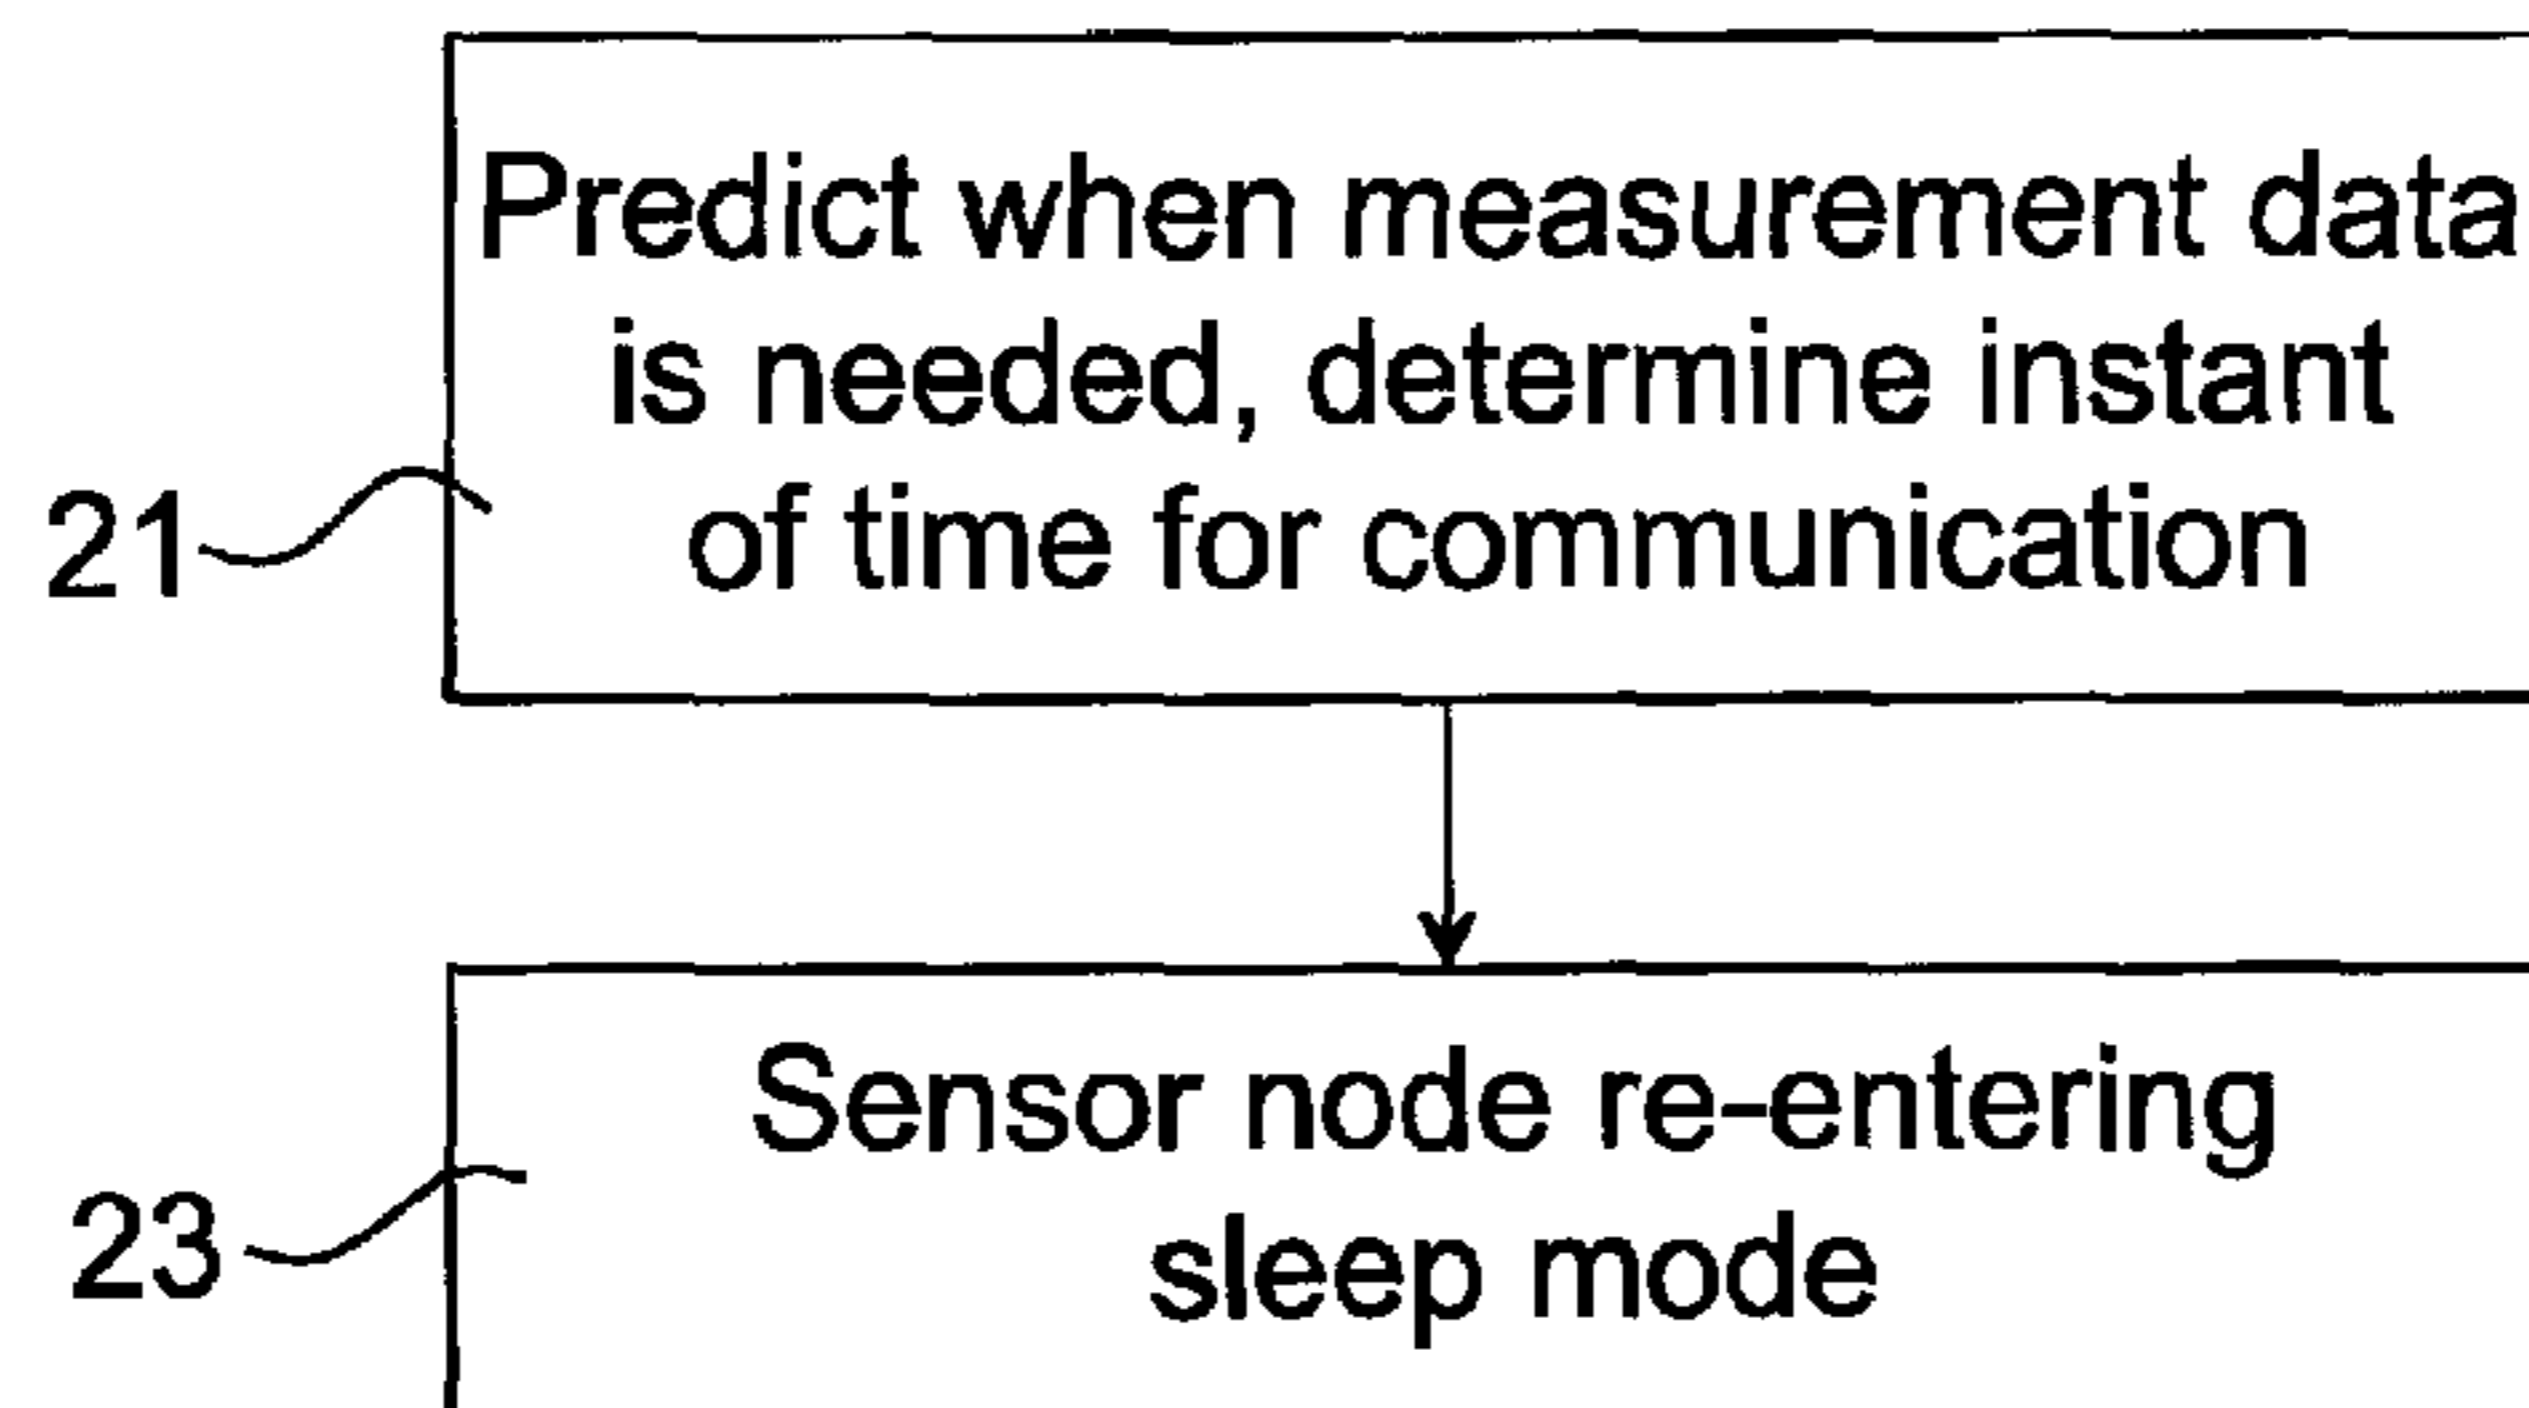 Predict when measurement data
is needed, determine instant
of time for communication
21
Sensor node re-entering
sleep mode
23